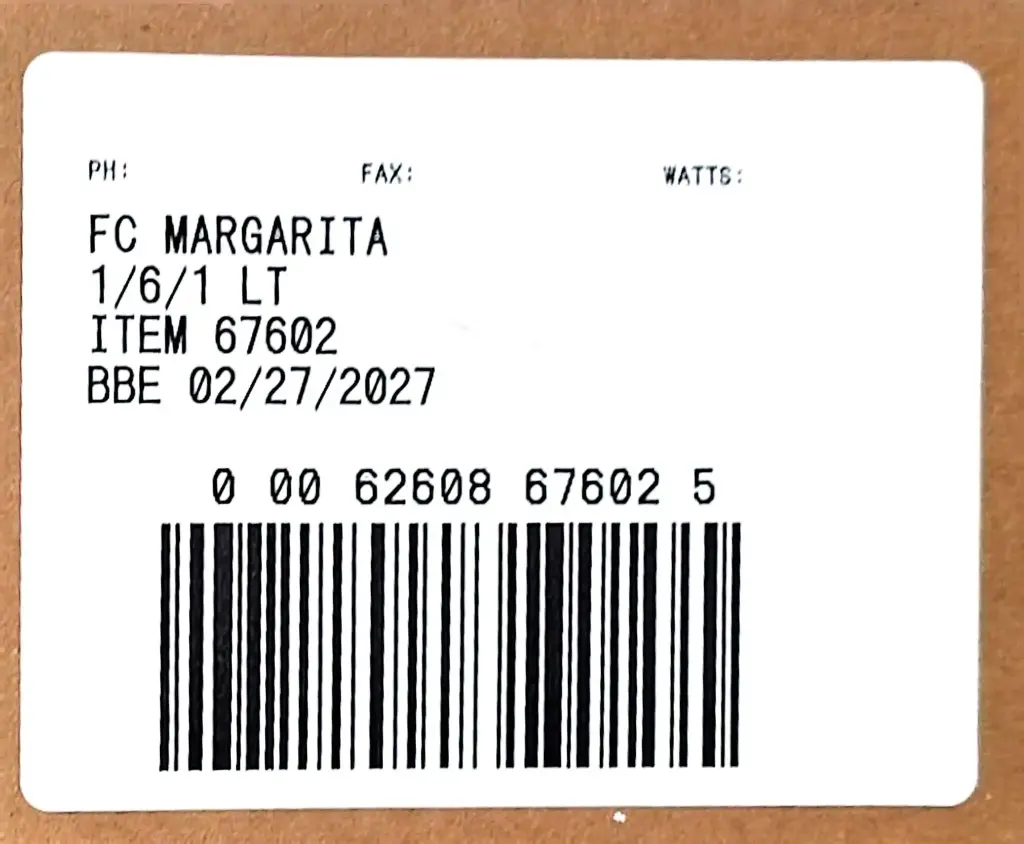 PH: FAX: WATTS:
FC MARGARITA
1/6/1 LT
ITEM 67602
BBE 02/27/2027
0 00 62608 67602 5